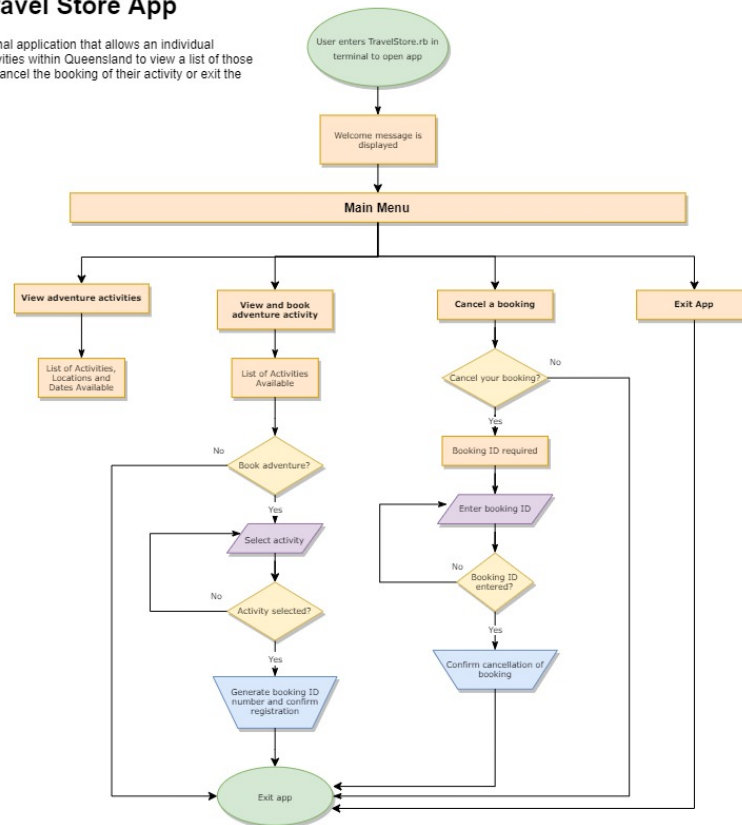 Travel Store App
nal application that allows an individual
vities within Queensland to view a list of those
ancel the booking of their activity or exit the
User enters TravelStore.rb in
terminal to open app
Welcome message is
displayed
Main Menu
View adventure activities
View and book
adventure activity
Cancel a booking
Exit App
List of Activities,
Locations and
Dates Available
List of Activities
Available
Cancel your booking?
No
Yes
Booking ID required
No
Book adventure?
Yes
Enter booking ID
Select activity
No
Booking ID
entered?
No
Activity selected?
Yes
Yes
Confirm cancellation of
booking
Generate booking ID
number and confirm
registration
Exit app